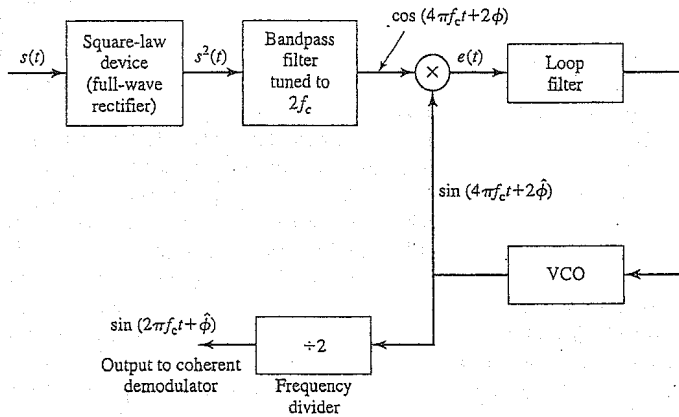 cos (4πf_c t+2ϕ)
s(t)
Square-law
device
(full-wave
rectifier)
s²(t)
Bandpass
filter
tuned to
2f_c
×
e(t)
Loop
filter
sin (4πf_c t+2ϕ̂)
VCO
sin (2πf_c t+ϕ̂)
Output to coherent
demodulator
÷2
Frequency
divider